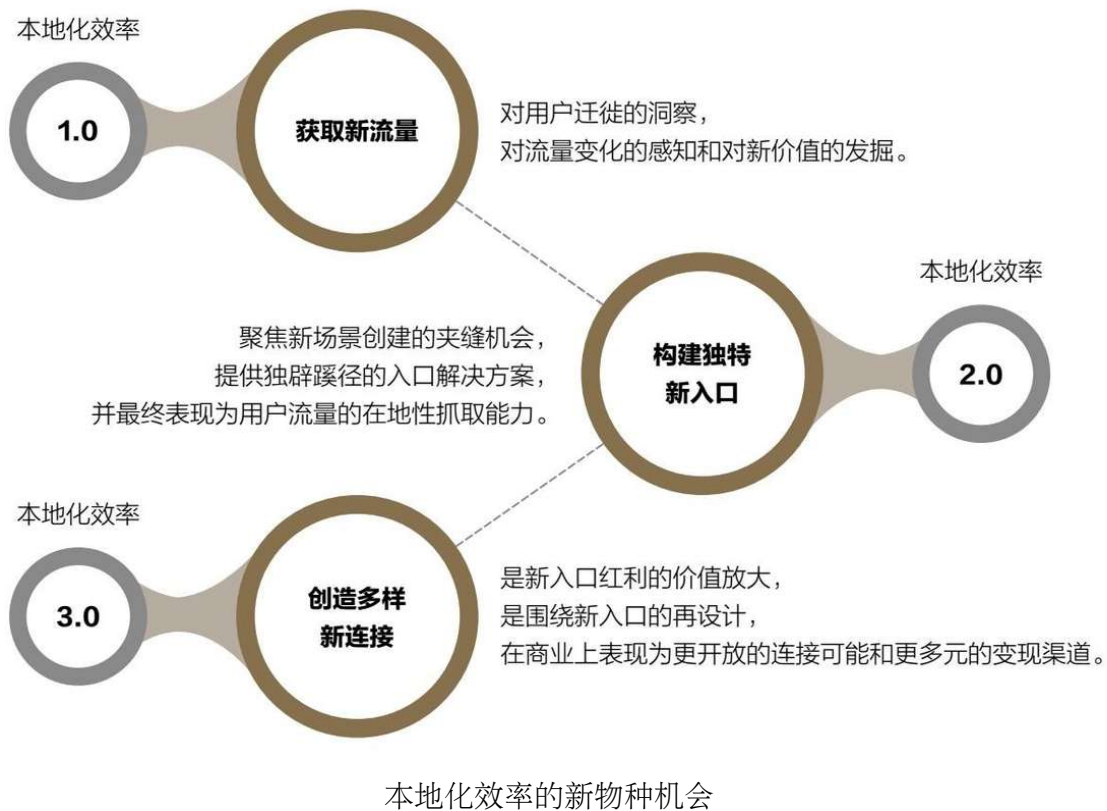 本地化效率
1.0
获取新流量
对用户迁徙的洞察，
对流量变化的感知和对新价值的发掘。
本地化效率
2.0
构建独特
新入口
聚焦新场景创建的夹缝机会，
提供独辟蹊径的入口解决方案，
并最终表现为用户流量的在地性抓取能力。
本地化效率
3.0
创造多样
新连接
是新入口红利的价值放大，
是围绕新入口的再设计，
在商业上表现为更开放的连接可能和更多元的变现渠道。
本地化效率的新物种机会